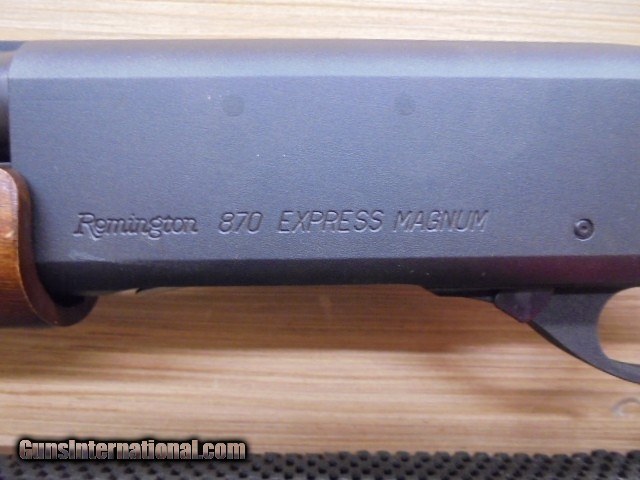 Remington 870 EXPRESS MAGNUM
GunsInternational.com